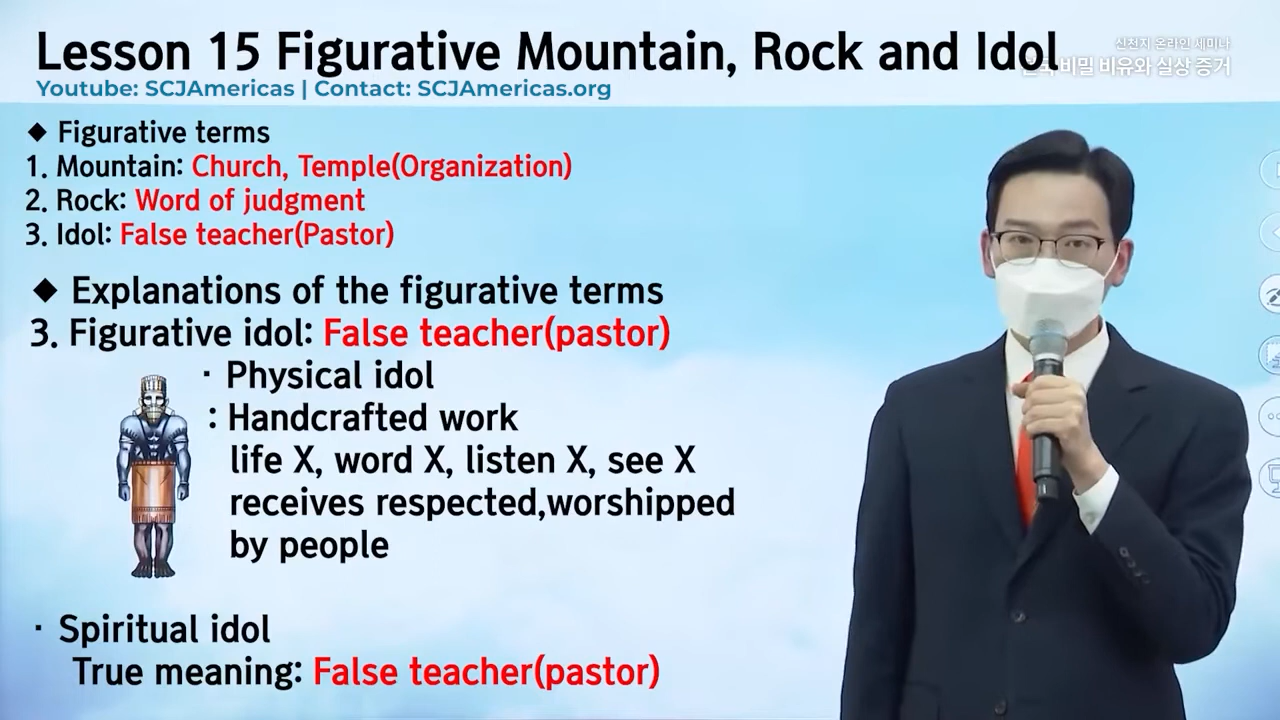 Lesson 15 Figurative Mountain, Rock and Idol
신천지 온라인 세미나
비밀 비유와 실상 증거
Youtube: SCJAmericas | Contact: SCJAmericas.org
◆ Figurative terms
1. Mountain: Church, Temple(Organization)
2. Rock: Word of judgment
3. Idol: False teacher(Pastor)
◆ Explanations of the figurative terms
3. Figurative idol: False teacher(pastor)
· Physical idol
: Handcrafted work
life X, word X, listen X, see X
receives respected,worshipped
by people
· Spiritual idol
True meaning: False teacher(pastor)